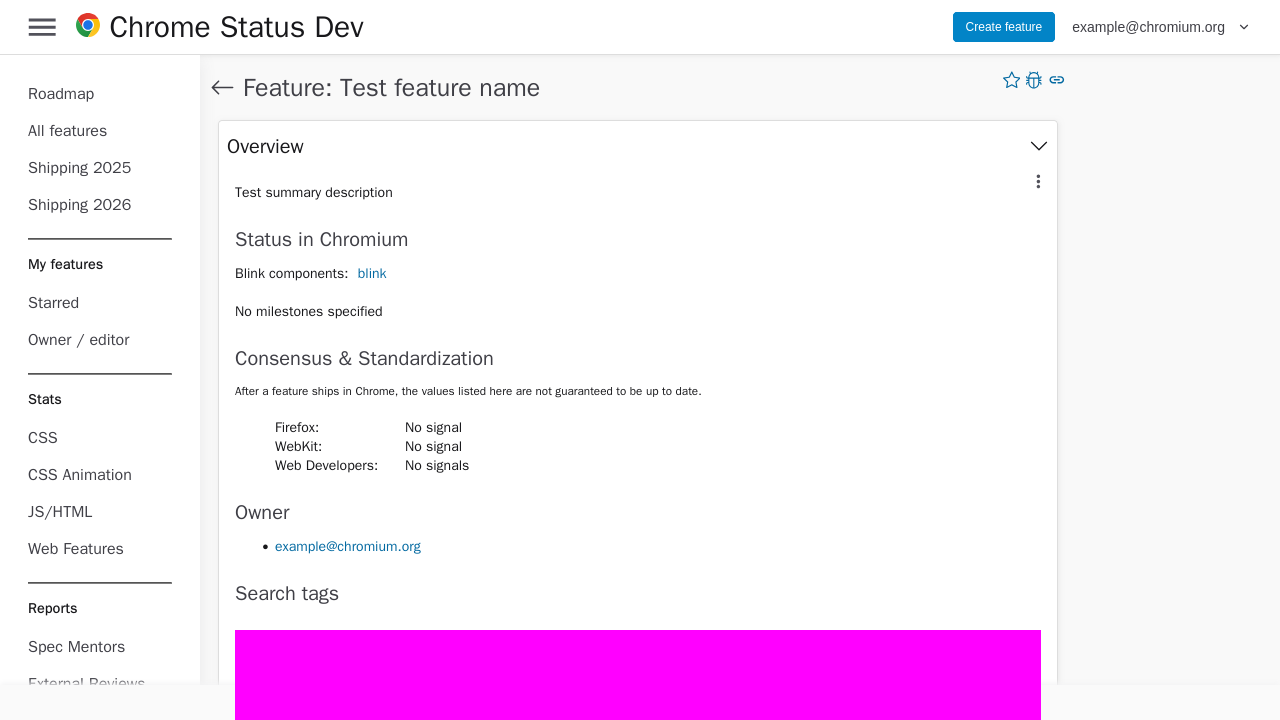 Chrome Status Dev
Create feature
example@chromium.org
Roadmap
All features
Shipping 2025
Shipping 2026
My features
Starred
Owner / editor
Stats
CSS
CSS Animation
JS/HTML
Web Features
Reports
Spec Mentors
External Reviews
Feature: Test feature name
Overview
Test summary description
Status in Chromium
Blink components: blink
No milestones specified
Consensus & Standardization
After a feature ships in Chrome, the values listed here are not guaranteed to be up to date.
Firefox: No signal
WebKit: No signal
Web Developers: No signals
Owner
• example@chromium.org
Search tags